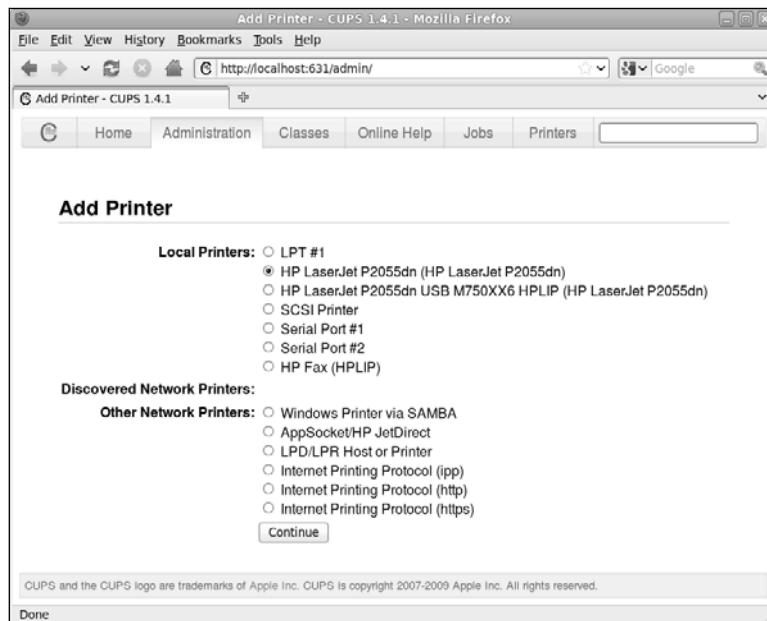 Add Printer - CUPS 1.4.1 - Mozilla Firefox
File Edit View History Bookmarks Tools Help
http://localhost:631/admin/
Google
Add Printer - CUPS 1.4.1
Home Administration Classes Online Help Jobs Printers
Add Printer
Local Printers: LPT #1
HP LaserJet P2055dn (HP LaserJet P2055dn)
HP LaserJet P2055dn USB M750XX6 HPLIP (HP LaserJet P2055dn)
SCSI Printer
Serial Port #1
Serial Port #2
HP Fax (HPLIP)
Discovered Network Printers:
Other Network Printers: Windows Printer via SAMBA
AppSocket/HP JetDirect
LPD/LPR Host or Printer
Internet Printing Protocol (ipp)
Internet Printing Protocol (http)
Internet Printing Protocol (https)
Continue
CUPS and the CUPS logo are trademarks of Apple Inc. CUPS is copyright 2007-2009 Apple Inc. All rights reserved.
Done